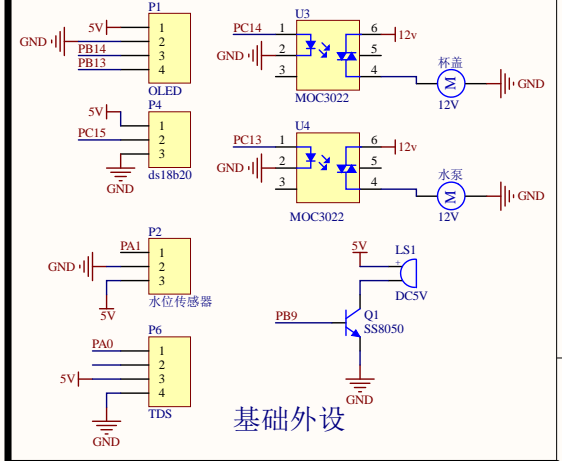 P1
5V
1
GND
2
PB14
3
PB13
4
OLED
P4
5V
1
PC15
2
3
GND
ds18b20
P2
PA1
1
GND
2
3
5V
水位传感器
P6
PA0
1
2
5V
3
4
GND
TDS
U3
PC14
1
6
12v
GND
2
5
3
4
MOC3022
杯盖
M
GND
12V
U4
PC13
1
6
12v
GND
2
5
3
4
MOC3022
水泵
M
GND
12V
5V
LS1
+
DC5V
PB9
Q1
SS8050
GND
基础外设